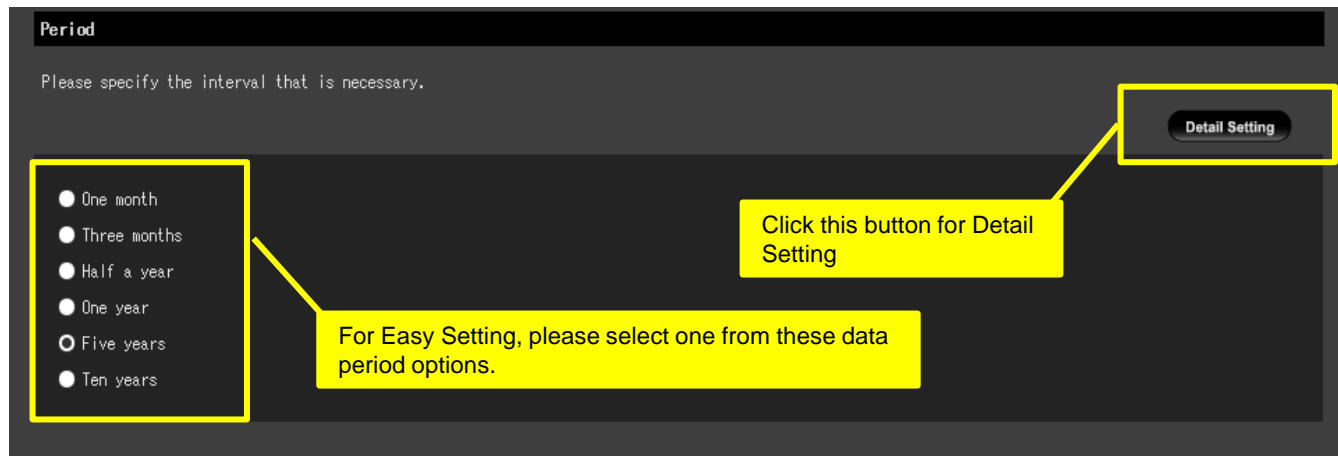 Period
Please specify the interval that is necessary.
Detail Setting
One month
Three months
Half a year
One year
Five years
Ten years
Click this button for Detail
Setting
For Easy Setting, please select one from these data
period options.